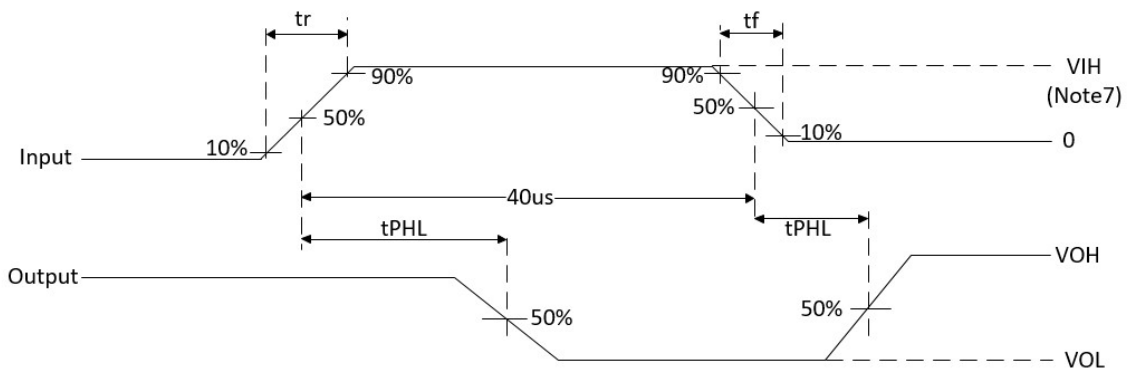 tr
tf
90%
90%
VIH
(Note7)
50%
50%
10%
10%
0
Input
40us
tPHL
tPHL
Output
VOH
50%
50%
VOL